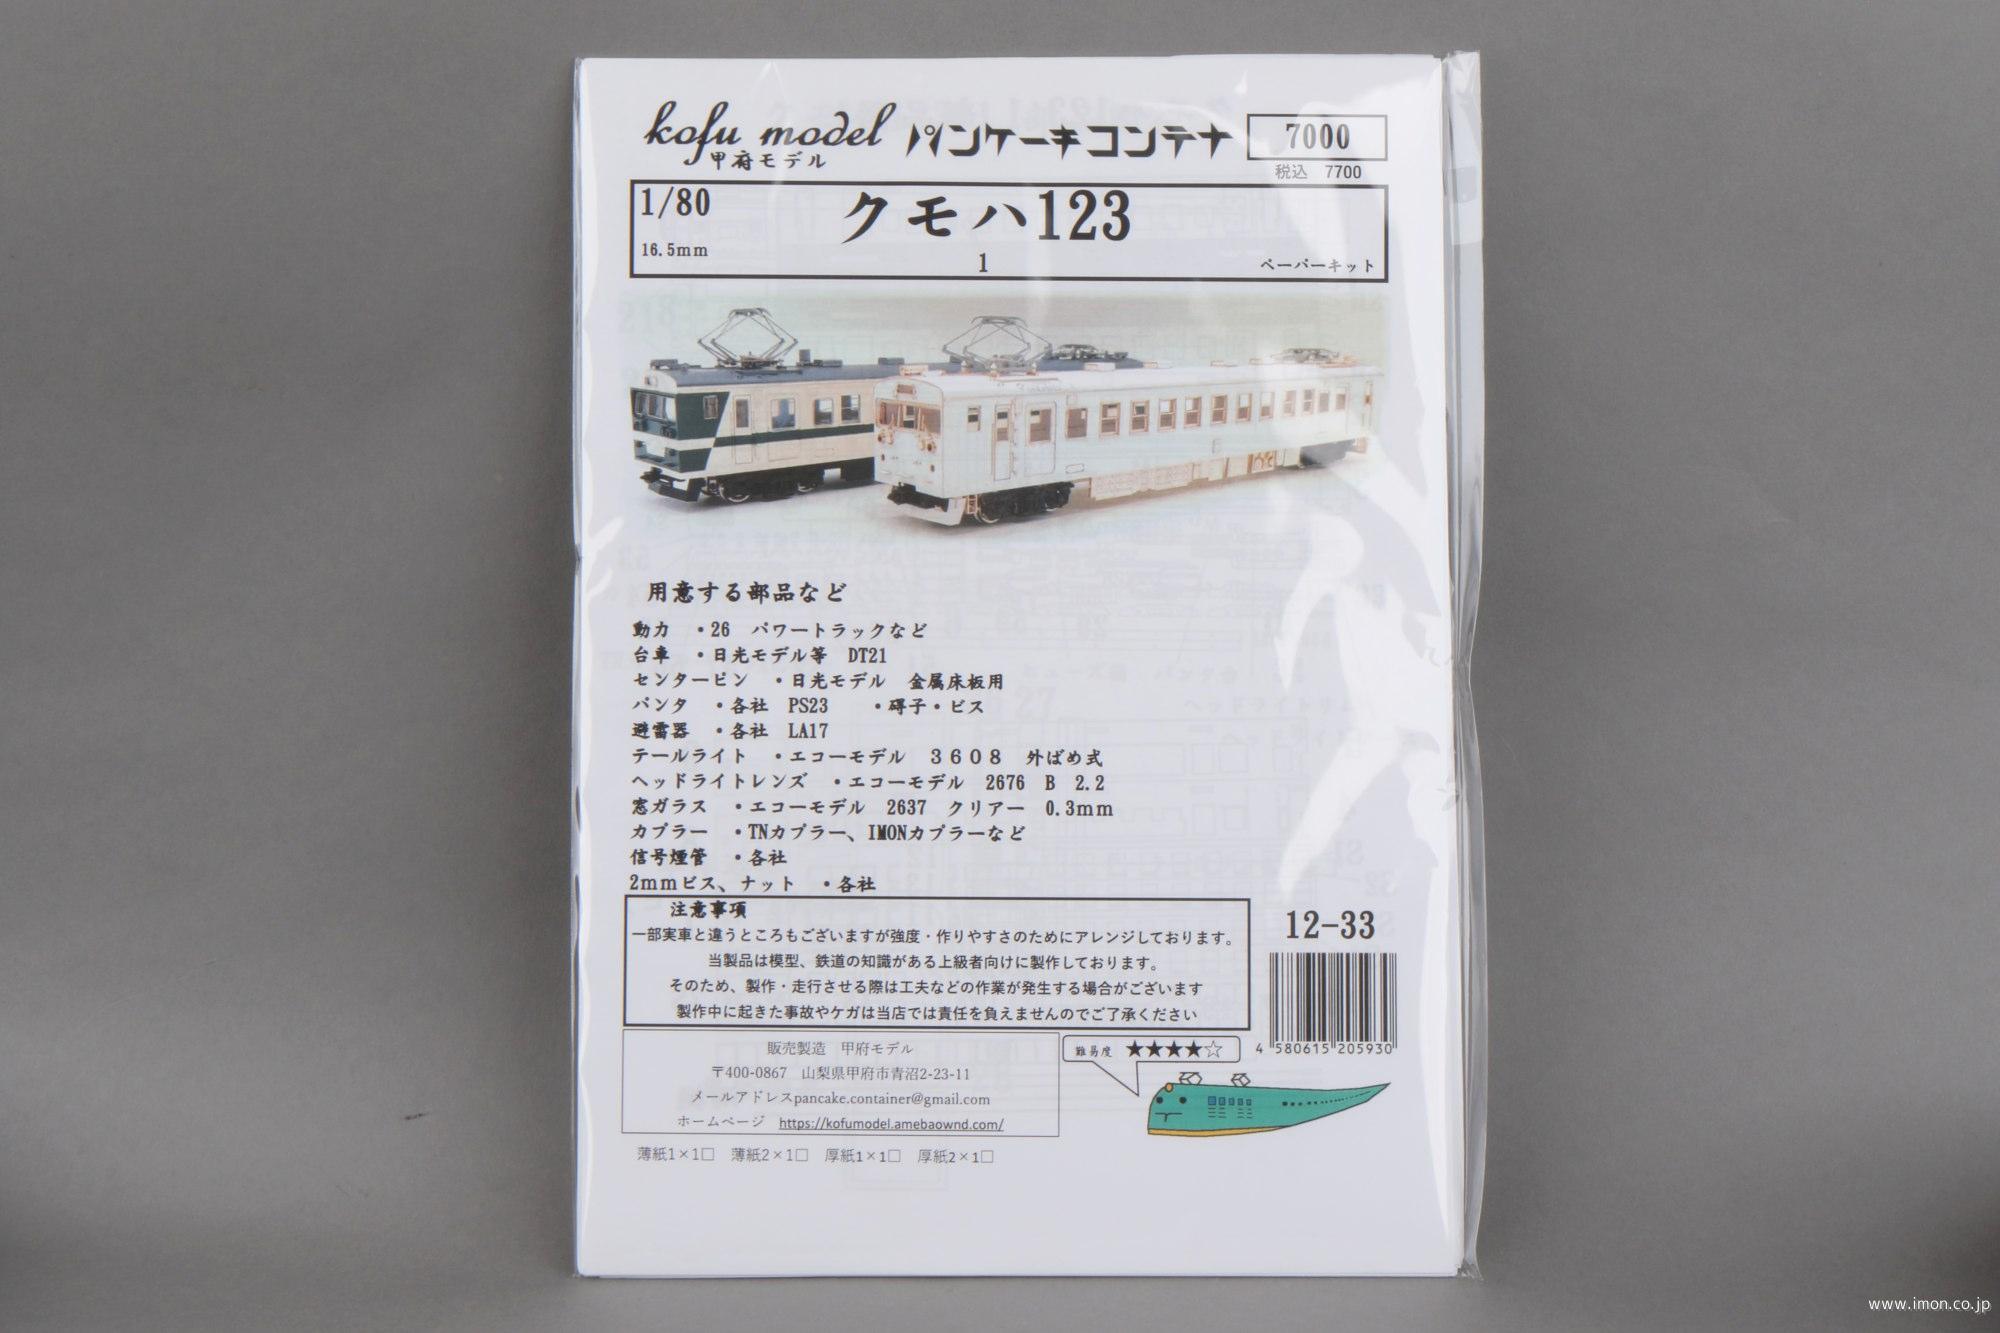 kofu model パンケーキコンテナ 7000
甲府モデル
税込 7700
1/80 クモハ123
16.5mm 1 ペーパーキット
用意する部品など
動力 ・26 パワートラックなど
台車 ・日光モデル等 DT21
センターピン ・日光モデル 金属床板用
パンタ ・各社 PS23 ・碍子・ビス
避雷器 ・各社 LA17
テールライト ・エコーモデル ３６０８ 外ばめ式
ヘッドライトレンズ ・エコーモデル 2676 B 2.2
窓ガラス ・エコーモデル 2637 クリアー 0.3mm
カプラー ・TNカプラー、IMONカプラーなど
信号煙管 ・各社
2mmビス、ナット ・各社
注意事項
一部実車と違うところもございますが強度・作りやすさのためにアレンジしております。
当製品は模型、鉄道の知識がある上級者向けに製作しております。
そのため、製作・走行させる際は工夫などの作業が発生する場合がございます
製作中に起きた事故やケガは当店では責任を負えませんのでご了承ください
12-33
4 580615 205930
販売製造 甲府モデル
〒400-0867 山梨県甲府市青沼2-23-11
メールアドレスpancake.container@gmail.com
ホームページ https://kofumodel.amebaownd.com/
難易度 ★★★★☆
薄紙1×1□ 薄紙2×1□ 厚紙1×1□ 厚紙2×1□
www.imon.co.jp